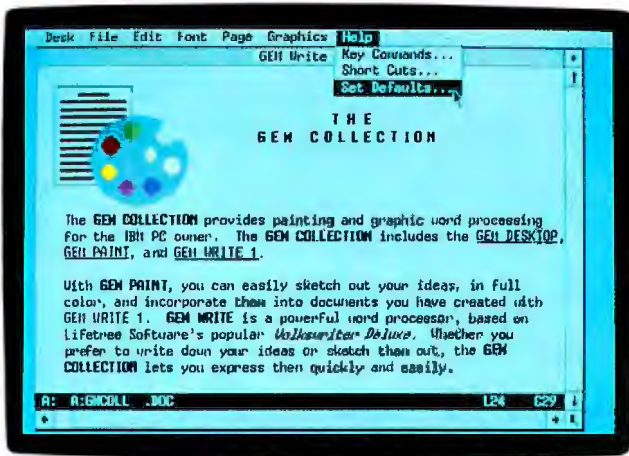 Desk File Edit Font Page Graphics Help
GEM Write
Key Commands...
Short Cuts...
Set Defaults...
THE
GEM COLLECTION
The GEM COLLECTION provides painting and graphic word processing
for the IBM PC owner. The GEM COLLECTION includes the GEM DESKTOP,
GEM PAINT, and GEM WRITE 1.
With GEM PAINT, you can easily sketch out your ideas, in full
color, and incorporate them into documents you have created with
GEM WRITE 1. GEM WRITE is a powerful word processor, based on
Lifetree Software's popular Volkswriter Deluxe. Whether you
prefer to write down your ideas or sketch them out, the GEM
COLLECTION lets you express then quickly and easily.
A: A:GMCOLL .DOC L24 C29